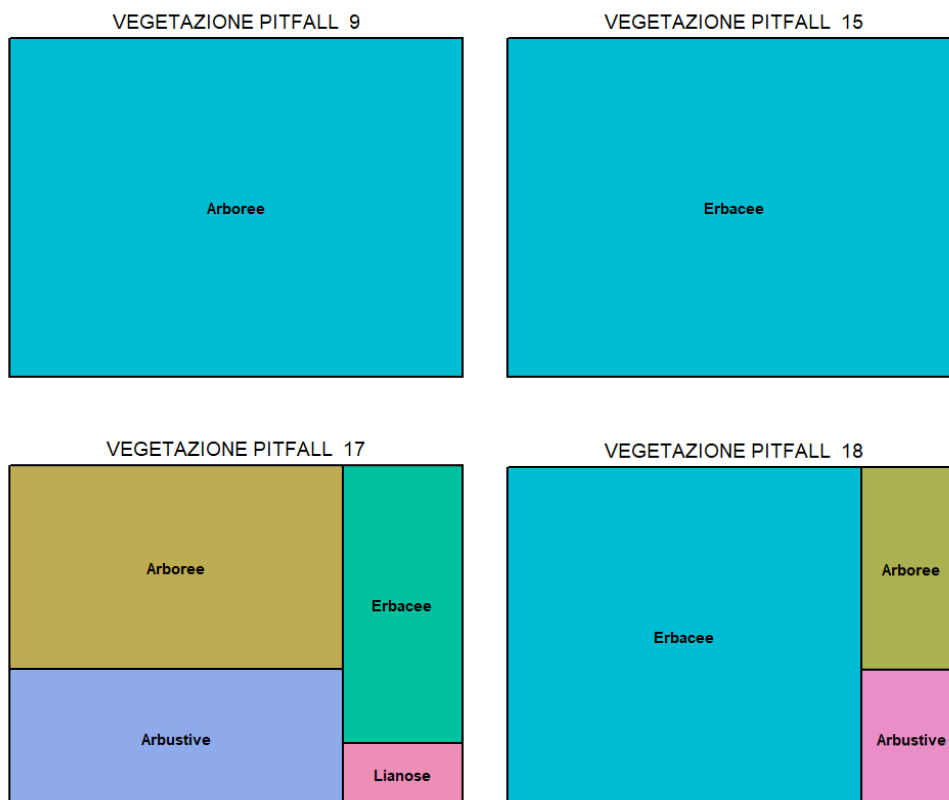 VEGETAZIONE PITFALL  9
Arboree
VEGETAZIONE PITFALL  15
Erbacee
VEGETAZIONE PITFALL  17
Arboree
Erbacee
Arbustive
Lianose
VEGETAZIONE PITFALL  18
Erbacee
Arboree
Arbustive